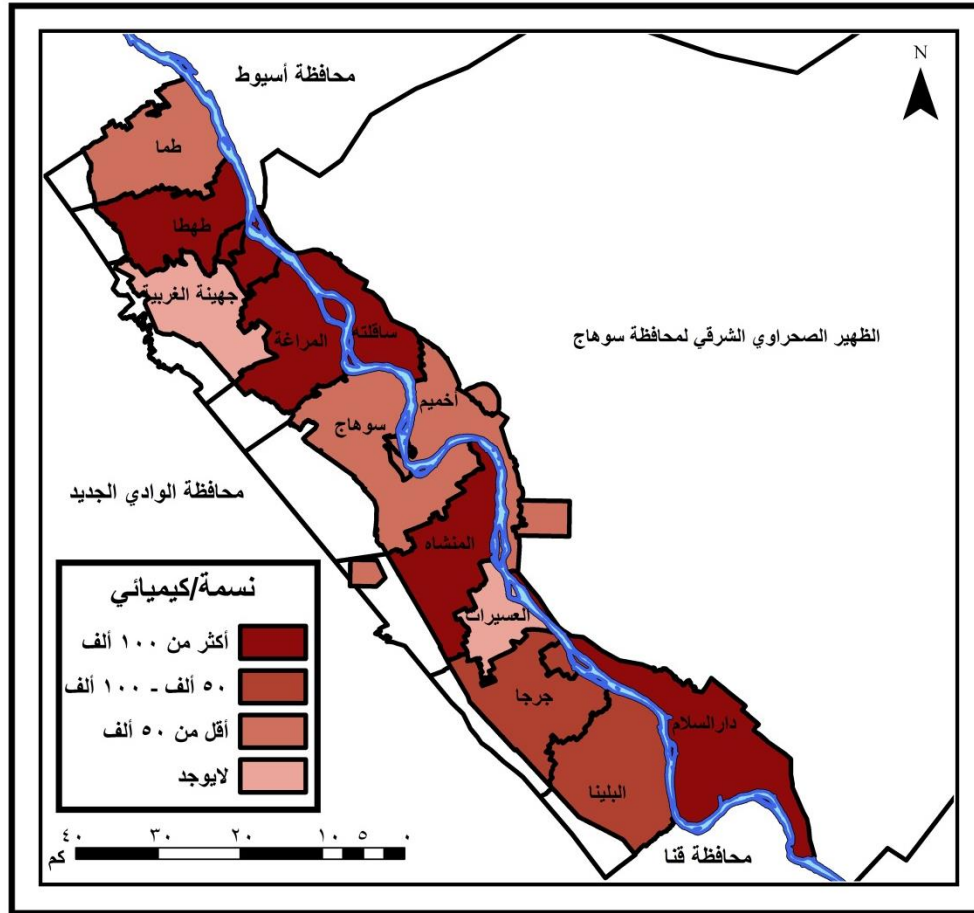 N
محافظة أسيوط
طما
طهطا
جهينة الغربية
ساقلته
المراغة
الظهير الصحراوي الشرقي لمحافظة سوهاج
أخميم
سوهاج
محافظة الوادي الجديد
المنشاه
العسيرات
جرجا
دارالسلام
البلينا
محافظة قنا
نسمة/كيميائي
أكثر من ١٠٠ ألف
٥٠ ألف - ١٠٠ ألف
أقل من ٥٠ ألف
لايوجد
٤٠ ٣٠ ٢٠ ١٠ ٥ ٠
كم